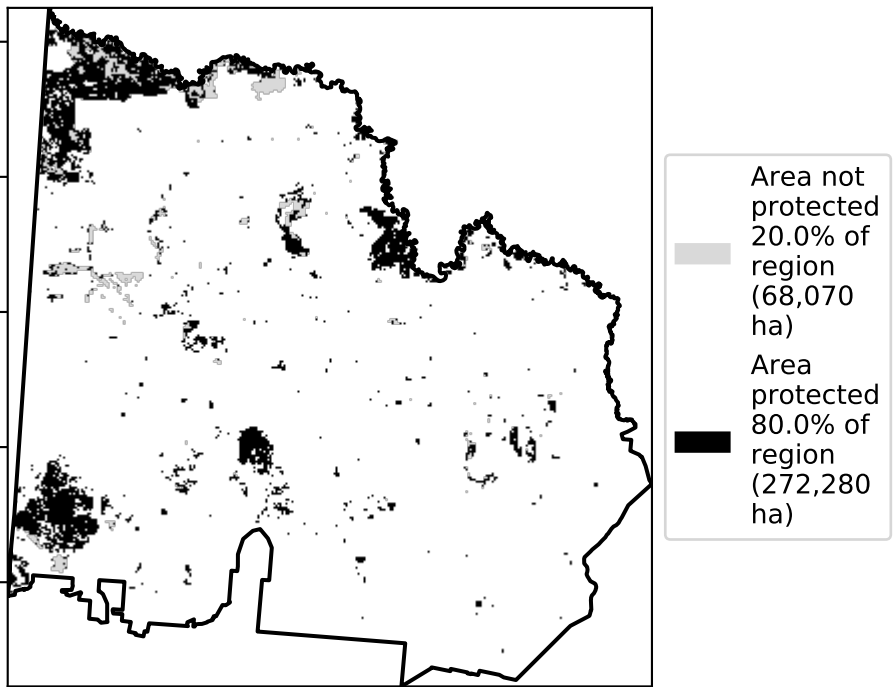 Area not
protected
20.0% of
region
(68,070
ha)
Area
protected
80.0% of
region
(272,280
ha)